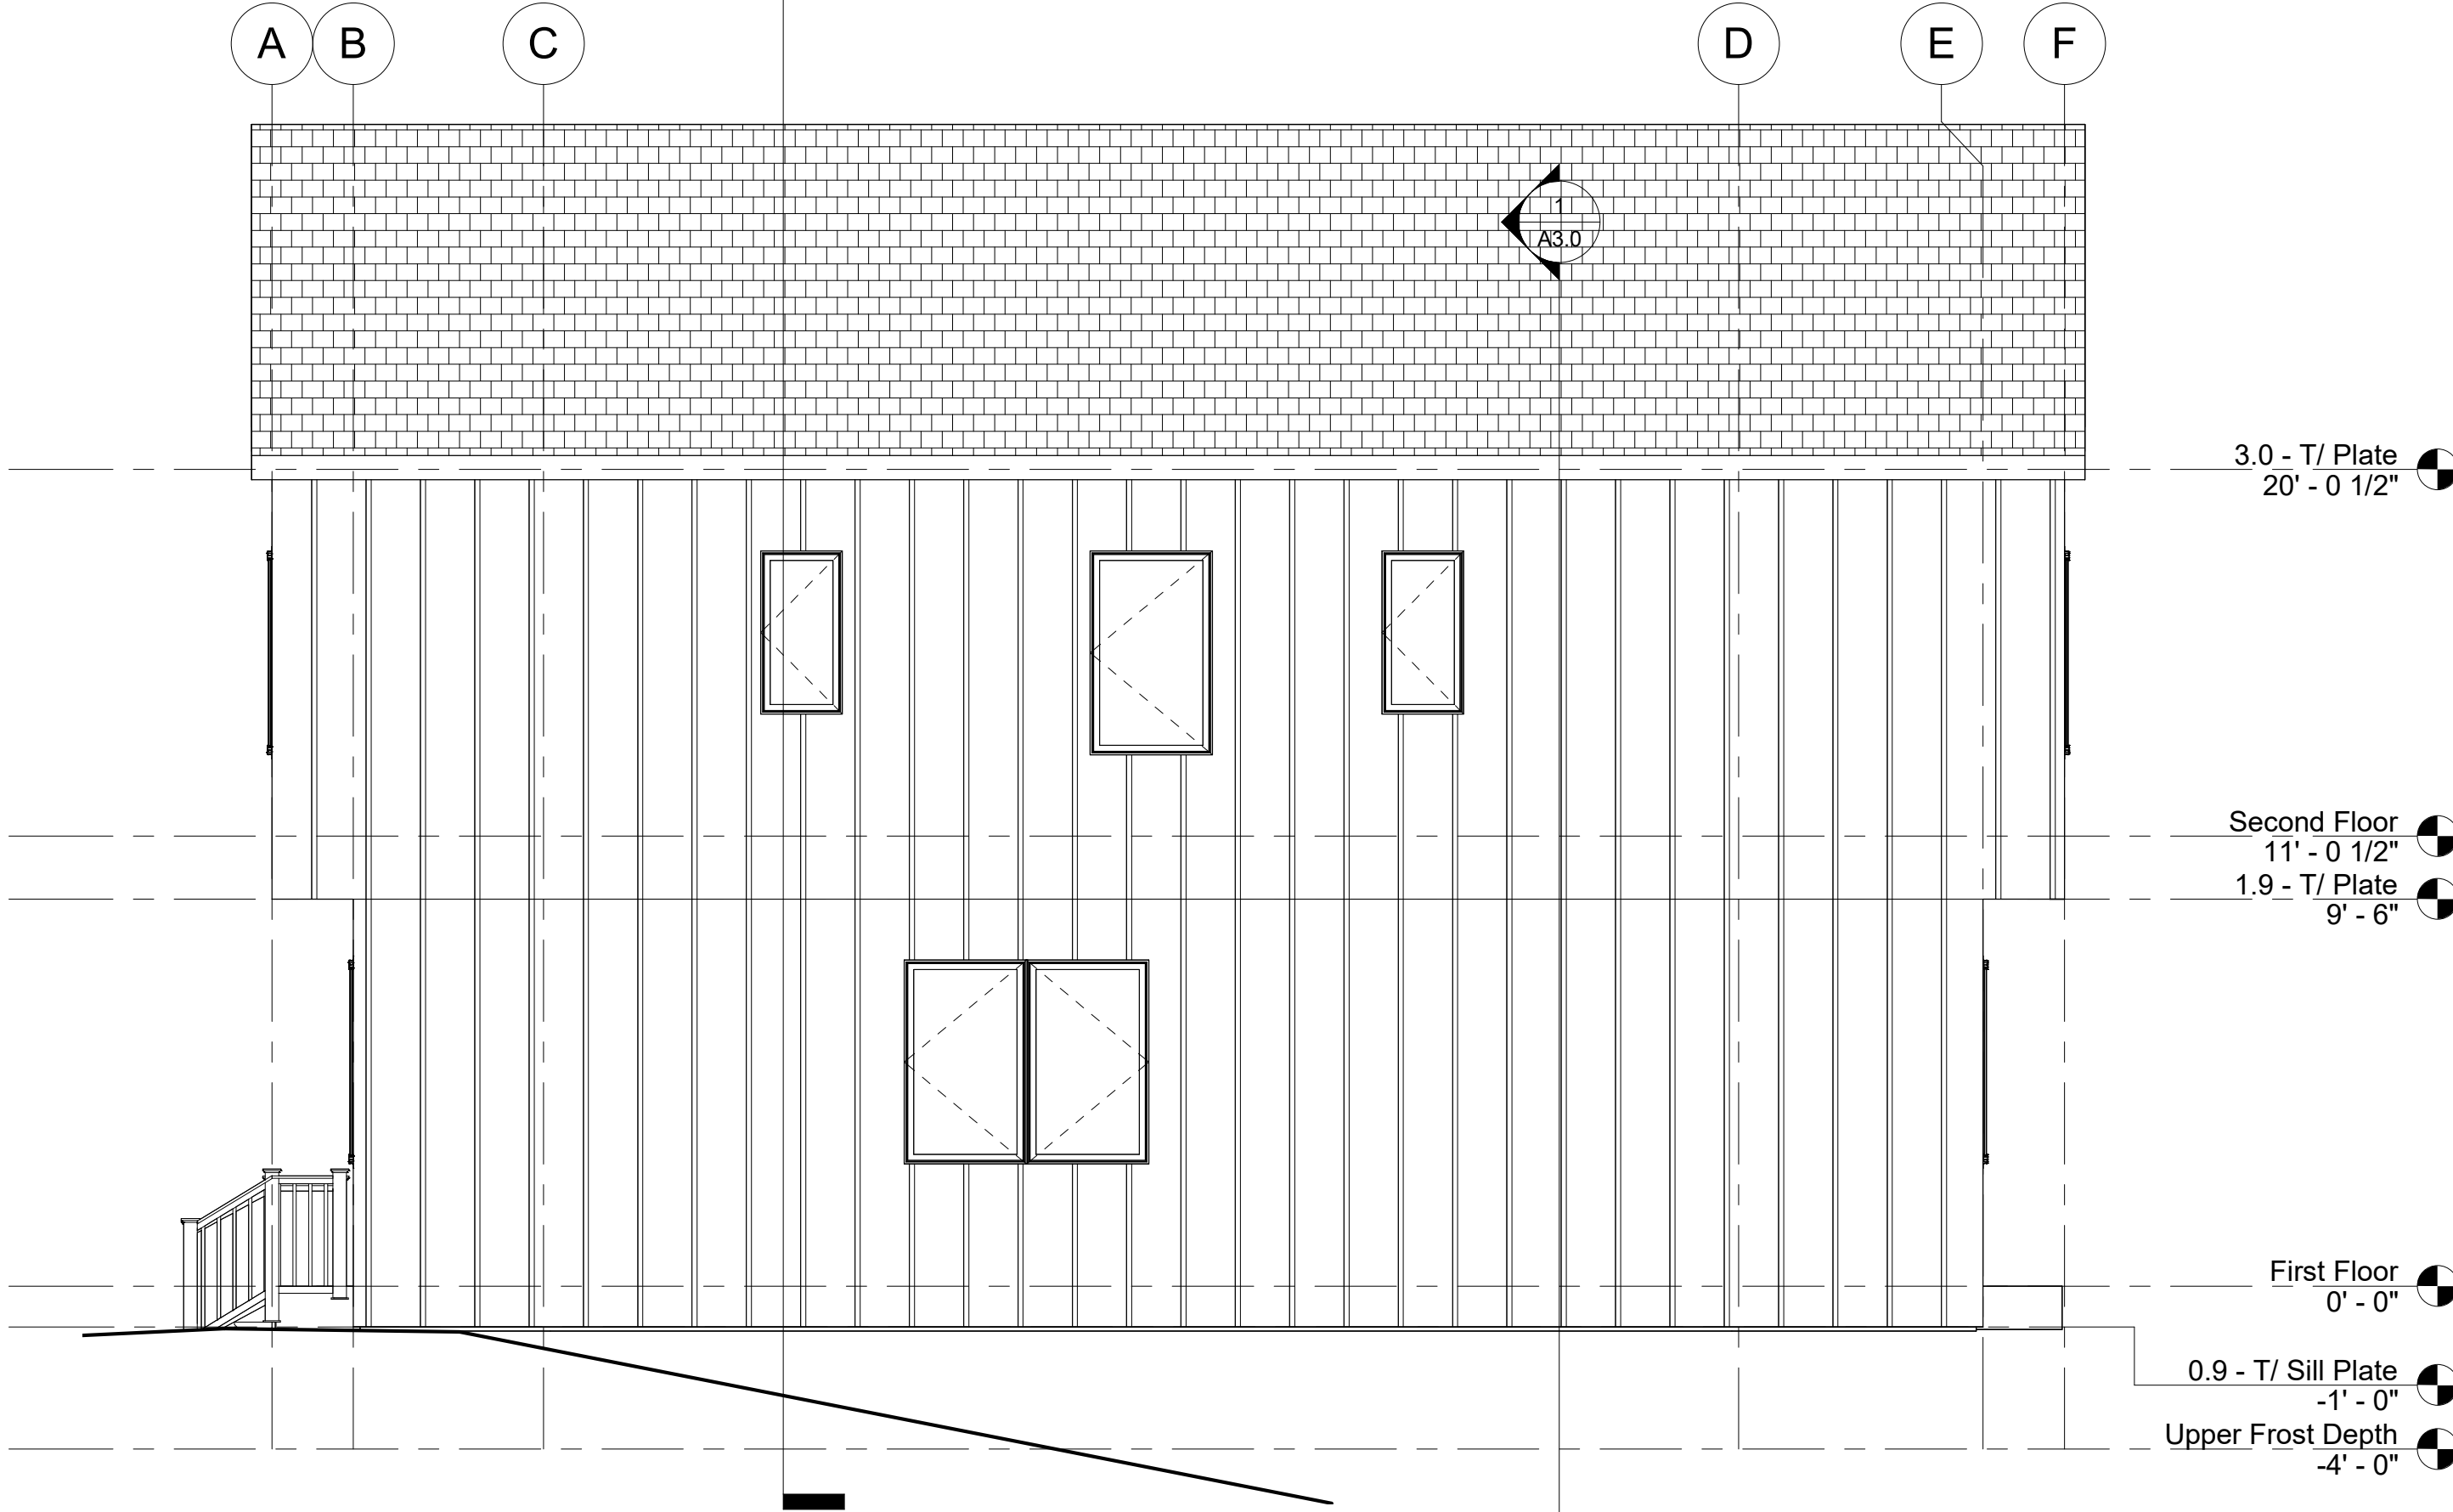 A B C D E F
1
A3.0
3.0 - T/ Plate
20' - 0 1/2"
Second Floor
11' - 0 1/2"
1.9 - T/ Plate
9' - 6"
First Floor
0' - 0"
0.9 - T/ Sill Plate
-1' - 0"
Upper Frost Depth
-4' - 0"